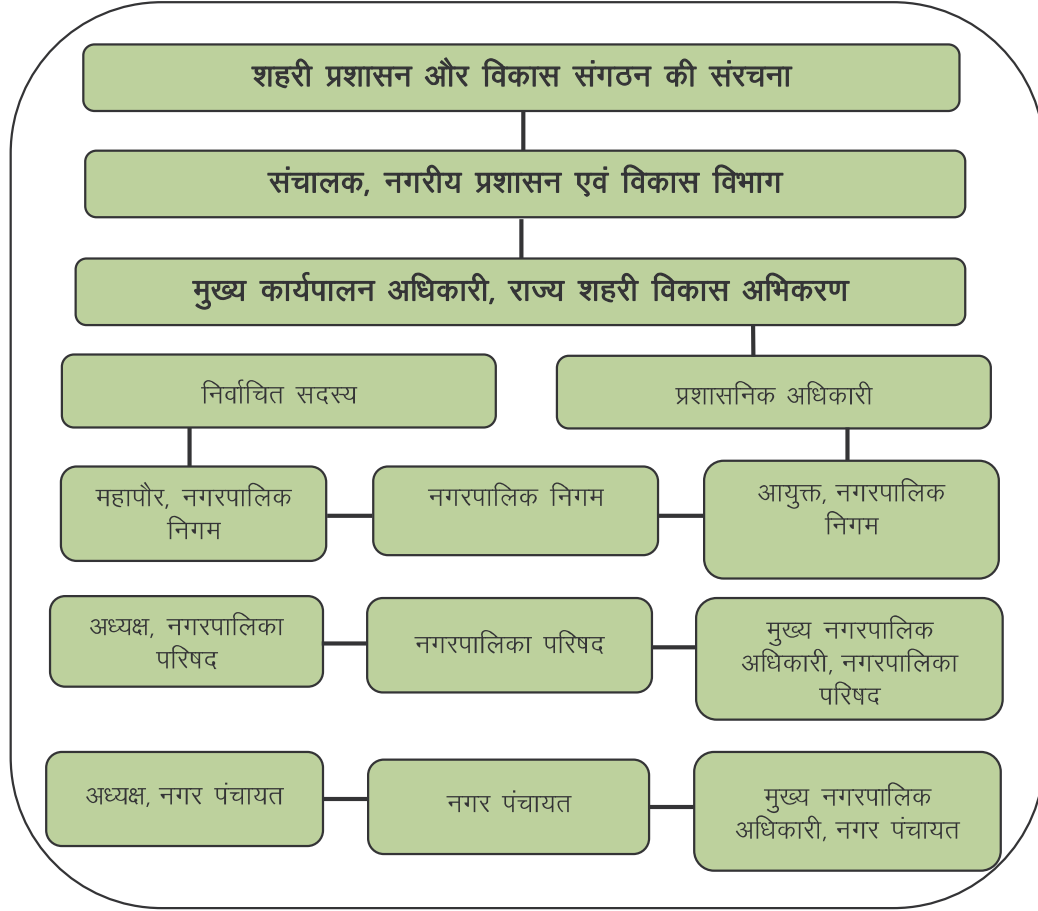 शहरी प्रशासन और विकास संगठन की संरचना
संचालक, नगरीय प्रशासन एवं विकास विभाग
मुख्य कार्यपालन अधिकारी, राज्य शहरी विकास अभिकरण
निर्वाचित सदस्य
प्रशासनिक अधिकारी
महापौर, नगरपालिक
निगम
नगरपालिक निगम
आयुक्त, नगरपालिक
निगम
अध्यक्ष, नगरपालिका
परिषद
नगरपालिका परिषद
मुख्य नगरपालिक
अधिकारी, नगरपालिका
परिषद
अध्यक्ष, नगर पंचायत
नगर पंचायत
मुख्य नगरपालिक
अधिकारी, नगर पंचायत